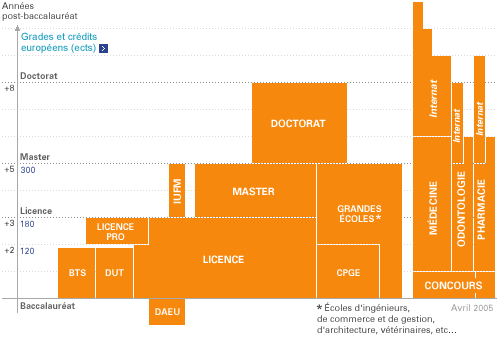 Années
post-baccalauréat
Grades et crédits
européens (ects)
Doctorat
+8
Internat
Internat
Internat
DOCTORAT
Master
+5
300
IUFM
MASTER
GRANDES
ÉCOLES*
MÉDECINE
ODONTOLOGIE
PHARMACIE
Licence
+3
180
LICENCE
PRO
+2
120
BTS
DUT
LICENCE
CPGE
CONCOURS
Baccalauréat
DAEU
* Écoles d'ingénieurs,
de commerce et de gestion,
d'architecture, vétérinaires, etc...
Avril 2005